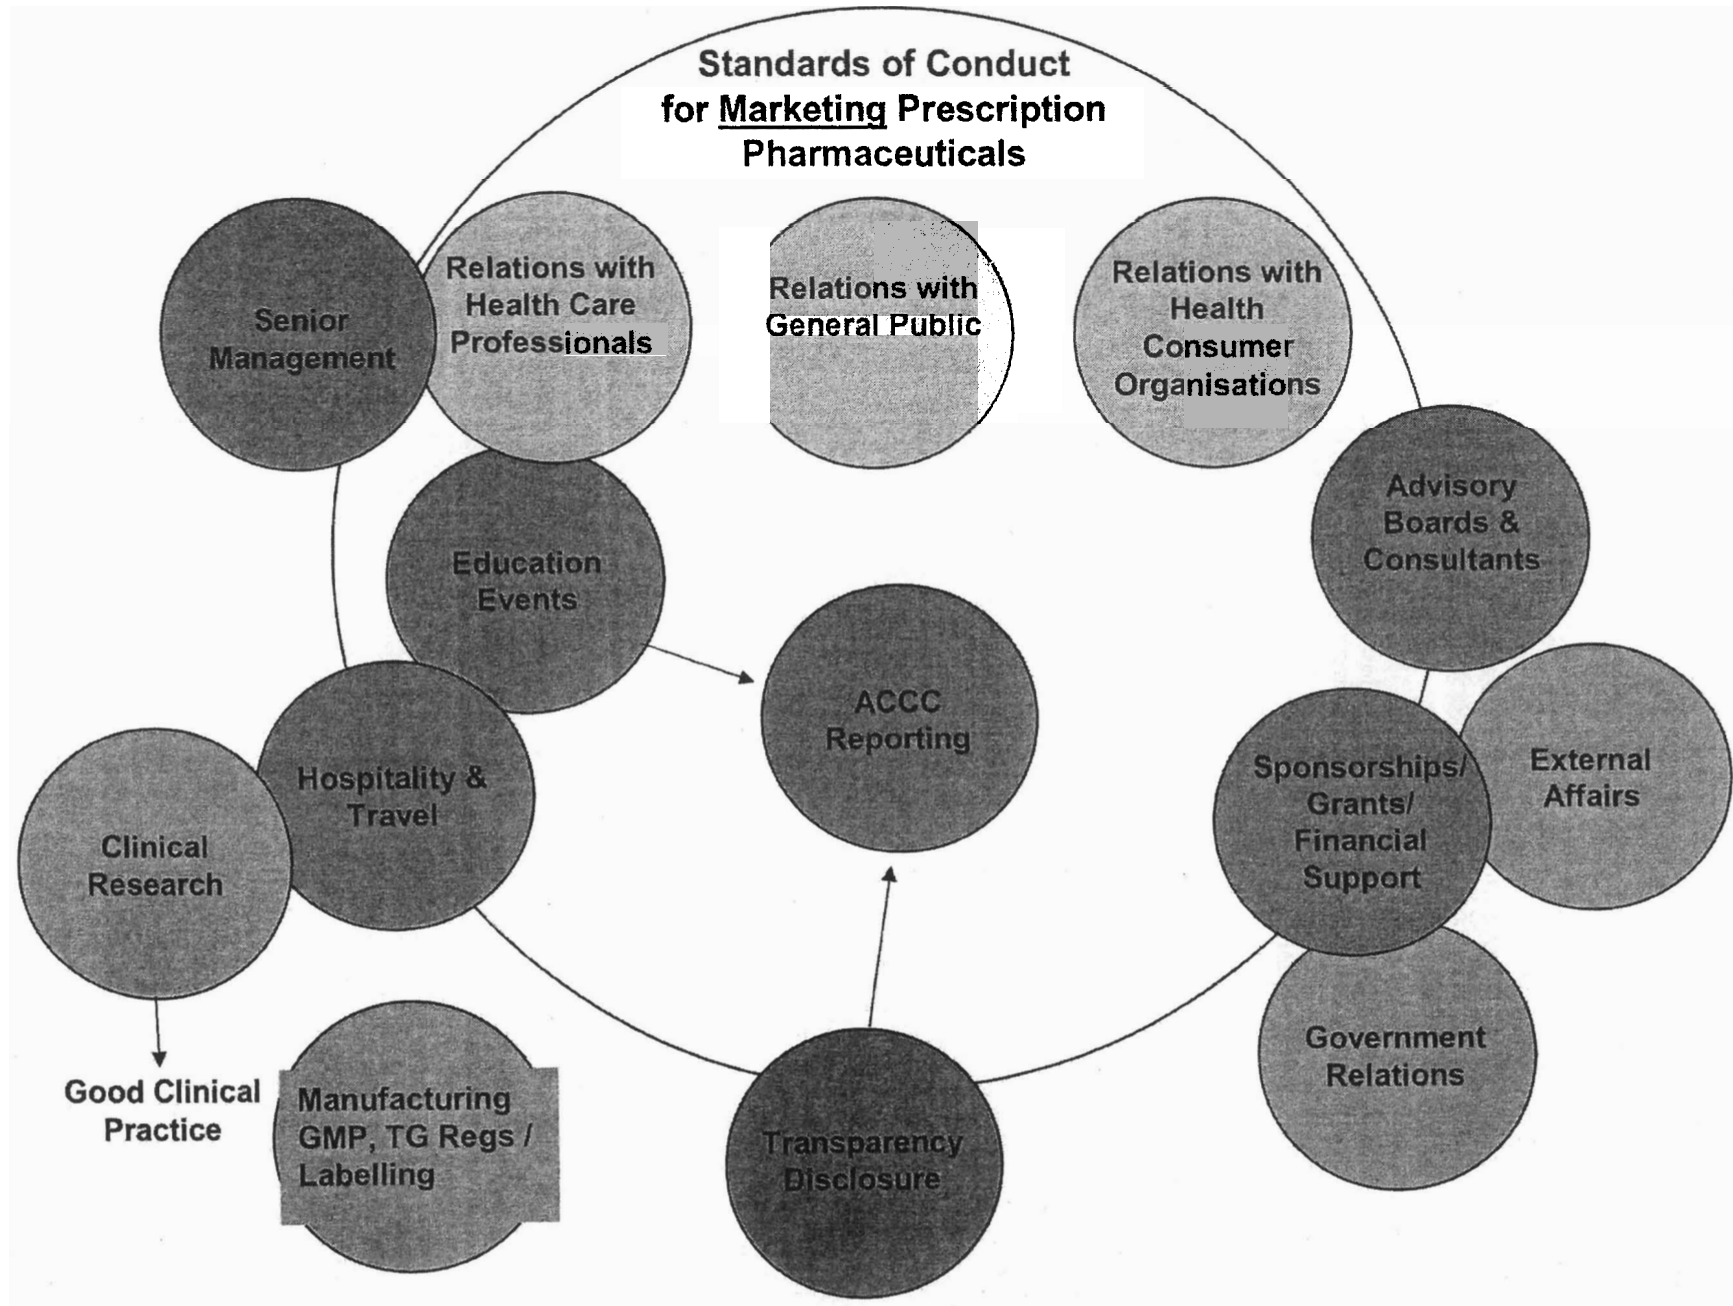 Standards of Conduct
for Marketing Prescription
Pharmaceuticals
Senior
Management
Relations with
Health Care
Professionals
Relations with
General Public
Relations with
Health
Consumer
Organisations
Education
Events
Advisory
Boards &
Consultants
ACCC
Reporting
Hospitality &
Travel
Sponsorships/
Grants/
Financial
Support
External
Affairs
Clinical
Research
Good Clinical
Practice
Manufacturing
GMP, TG Regs /
Labelling
Transparency
Disclosure
Government
Relations